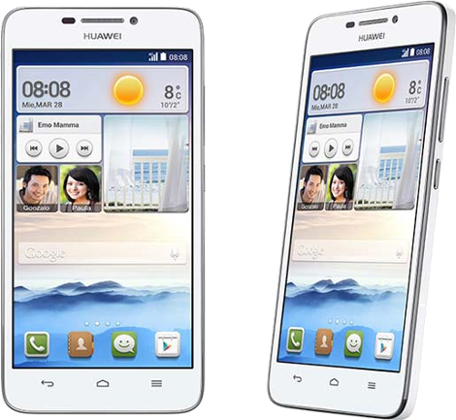 HUAWEI
08:08
08:08
Mie,MAR 28
8°C
10°/2°
Emo Mamma
Gonzalo
Paula
Google
HUAWEI
08:08
08:08
Mie,MAR 28
8°C
10°/2°
Emo Mamma
Gonzalo
Paula
Google